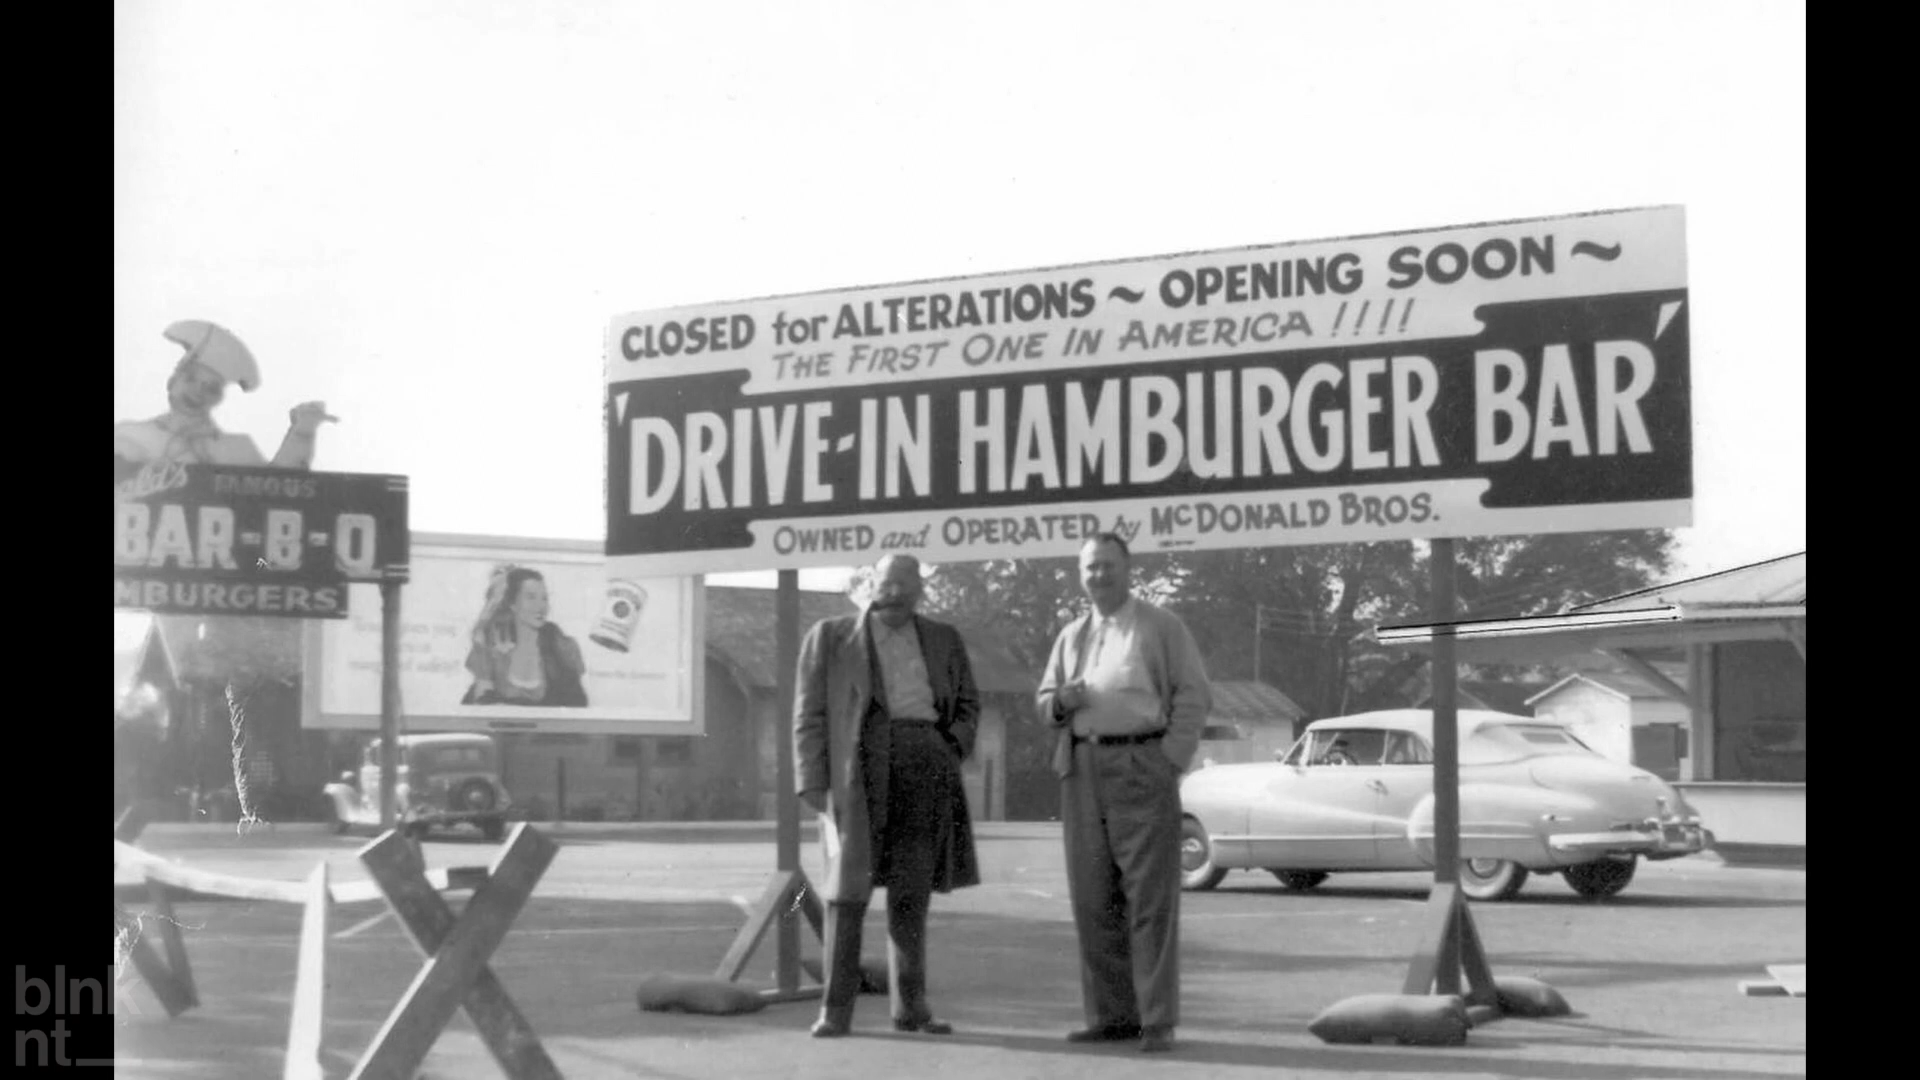 CLOSED for ALTERATIONS ~ OPENING SOON ~
THE FIRST ONE IN AMERICA !!!!
'DRIVE-IN HAMBURGER BAR'
OWNED and OPERATED by McDONALD BROS.
ald's FAMOUS
BAR-B-Q
MBURGERS
blnk
nt_